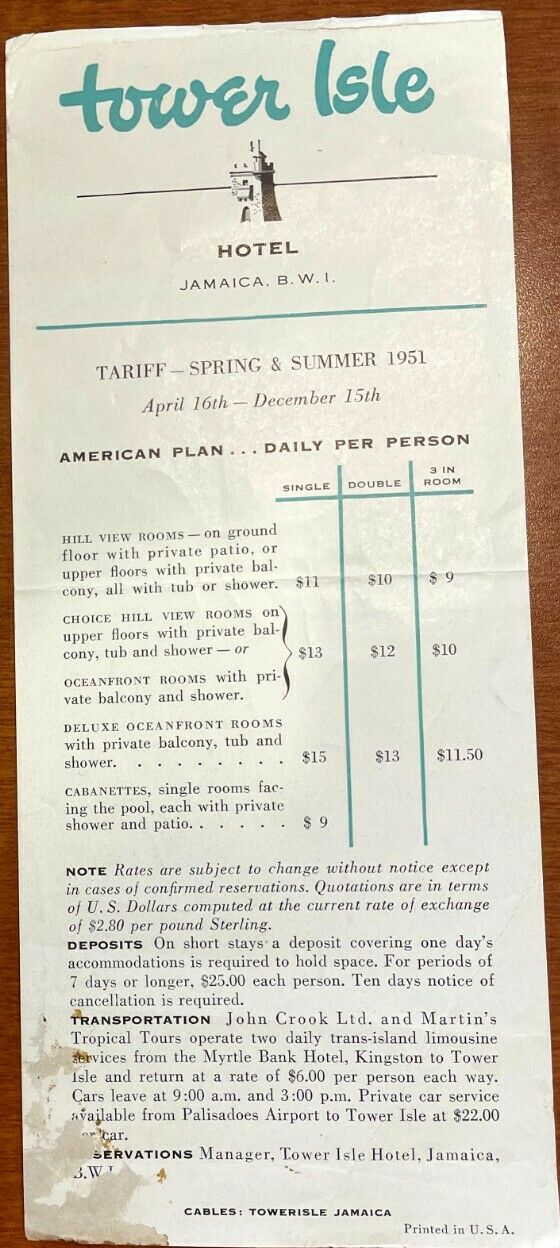 tower Isle
HOTEL
JAMAICA, B.W.I.
TARIFF — SPRING & SUMMER 1951
April 16th — December 15th
AMERICAN PLAN . . . DAILY PER PERSON
SINGLE DOUBLE 3 IN ROOM
HILL VIEW ROOMS — on ground
floor with private patio, or
upper floors with private bal-
cony, all with tub or shower. $11 $10 $ 9
CHOICE HILL VIEW ROOMS on
upper floors with private bal-
cony, tub and shower — or $13 $12 $10
OCEANFRONT ROOMS with pri-
vate balcony and shower.
DELUXE OCEANFRONT ROOMS
with private balcony, tub and
shower. . . . . . . . . $15 $13 $11.50
CABANETTES, single rooms fac-
ing the pool, each with private
shower and patio. . . . . . $ 9
NOTE Rates are subject to change without notice except
in cases of confirmed reservations. Quotations are in terms
of U. S. Dollars computed at the current rate of exchange
of $2.80 per pound Sterling.
DEPOSITS On short stays a deposit covering one day's
accommodations is required to hold space. For periods of
7 days or longer, $25.00 each person. Ten days notice of
cancellation is required.
TRANSPORTATION John Crook Ltd. and Martin's
Tropical Tours operate two daily trans-island limousine
services from the Myrtle Bank Hotel, Kingston to Tower
Isle and return at a rate of $6.00 per person each way.
Cars leave at 9:00 a.m. and 3:00 p.m. Private car service
available from Palisadoes Airport to Tower Isle at $22.00
car.
SERVATIONS Manager, Tower Isle Hotel, Jamaica,
B.W.I.
CABLES: TOWERISLE JAMAICA
Printed in U. S. A.